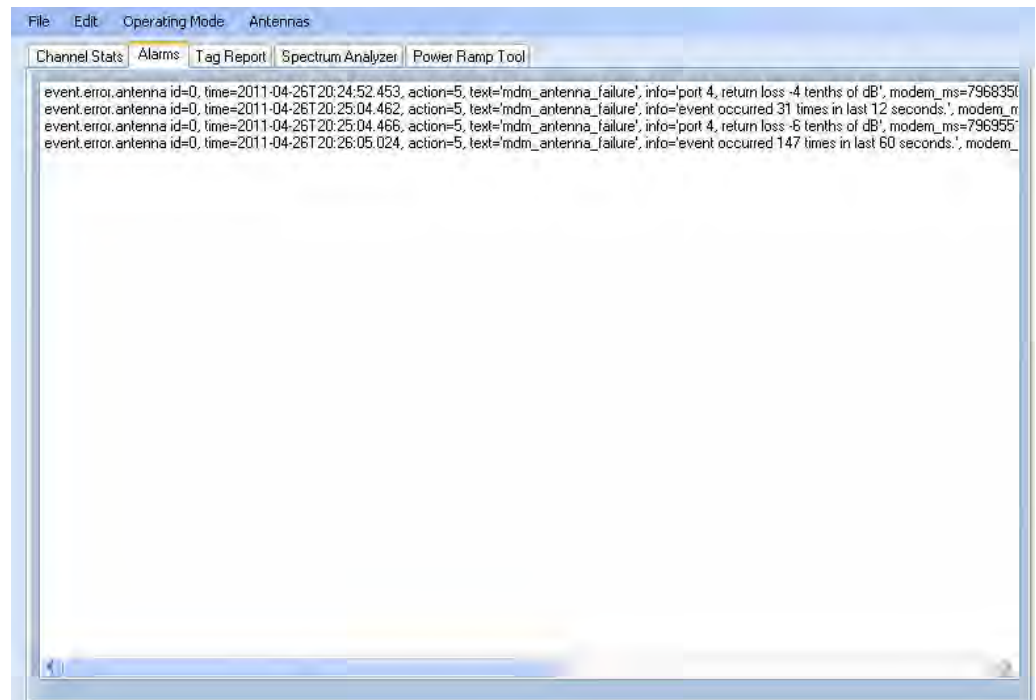 File Edit Operating Mode Antennas
Channel Stats Alarms Tag Report Spectrum Analyzer Power Ramp Tool
event.error.antenna id=0, time=2011-04-26T20:24:52.453, action=5, text='mdm_antenna_failure', info='port 4, return loss -4 tenths of dB', modem_ms=7968350
event.error.antenna id=0, time=2011-04-26T20:25:04.462, action=5, text='mdm_antenna_failure', info='event occurred 31 times in last 12 seconds.', modem_m
event.error.antenna id=0, time=2011-04-26T20:25:04.466, action=5, text='mdm_antenna_failure', info='port 4, return loss -6 tenths of dB', modem_ms=796955
event.error.antenna id=0, time=2011-04-26T20:26:05.024, action=5, text='mdm_antenna_failure', info='event occurred 147 times in last 60 seconds.', modem_